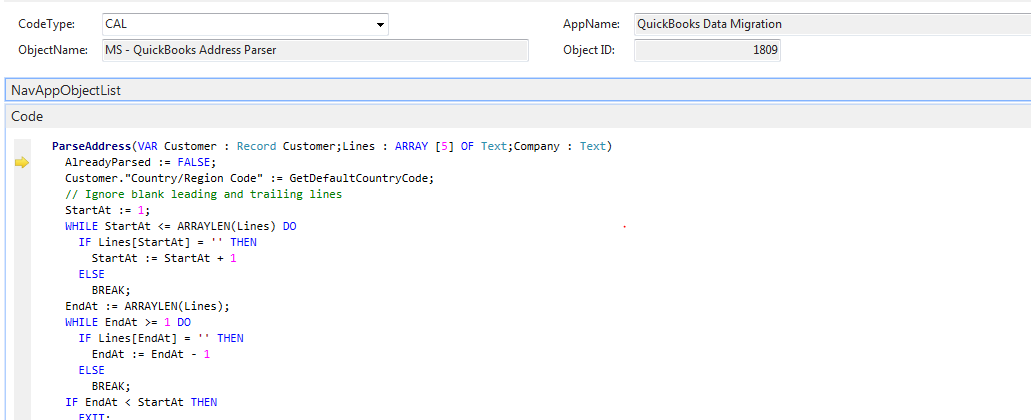 CodeType: CAL AppName: QuickBooks Data Migration
ObjectName: MS - QuickBooks Address Parser Object ID: 1809
NavAppObjectList
Code
ParseAddress(VAR Customer : Record Customer;Lines : ARRAY [5] OF Text;Company : Text)
AlreadyParsed := FALSE;
Customer."Country/Region Code" := GetDefaultCountryCode;
// Ignore blank leading and trailing lines
StartAt := 1;
WHILE StartAt <= ARRAYLEN(Lines) DO
IF Lines[StartAt] = '' THEN
StartAt := StartAt + 1
ELSE
BREAK;
EndAt := ARRAYLEN(Lines);
WHILE EndAt >= 1 DO
IF Lines[EndAt] = '' THEN
EndAt := EndAt - 1
ELSE
BREAK;
IF EndAt < StartAt THEN
EXIT;